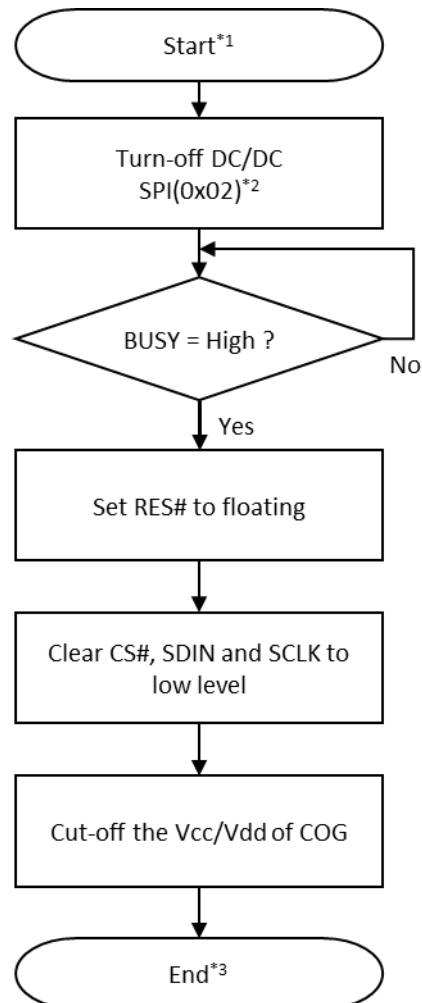 Start*1
Turn-off DC/DC
SPI(0x02)*2
BUSY = High ?
No
Yes
Set RES# to floating
Clear CS#, SDIN and SCLK to
low level
Cut-off the Vcc/Vdd of COG
End*3